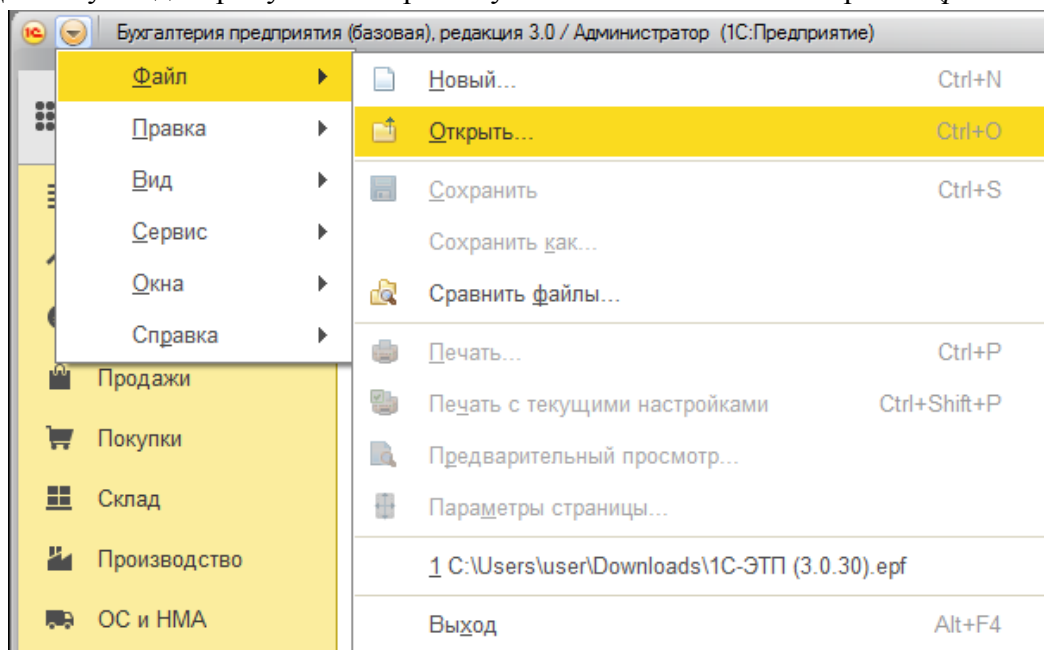 1С Бухгалтерия предприятия (базовая), редакция 3.0 / Администратор (1С:Предприятие)
Файл
Правка
Вид
Сервис
Окна
Справка
Новый... Ctrl+N
Открыть... Ctrl+O
Сохранить Ctrl+S
Сохранить как...
Сравнить файлы...
Печать... Ctrl+P
Печать с текущими настройками Ctrl+Shift+P
Предварительный просмотр...
Параметры страницы...
1 C:\Users\user\Downloads\1С-ЭТП (3.0.30).epf
Выход Alt+F4
Продажи
Покупки
Склад
Производство
ОС и НМА